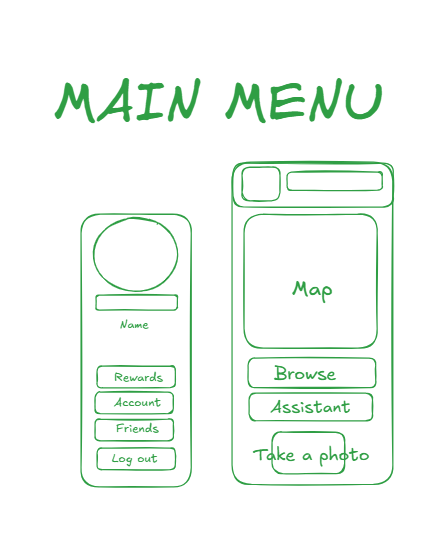 MAIN MENU
Name
Rewards
Account
Friends
Log out
Map
Browse
Assistant
Take a photo